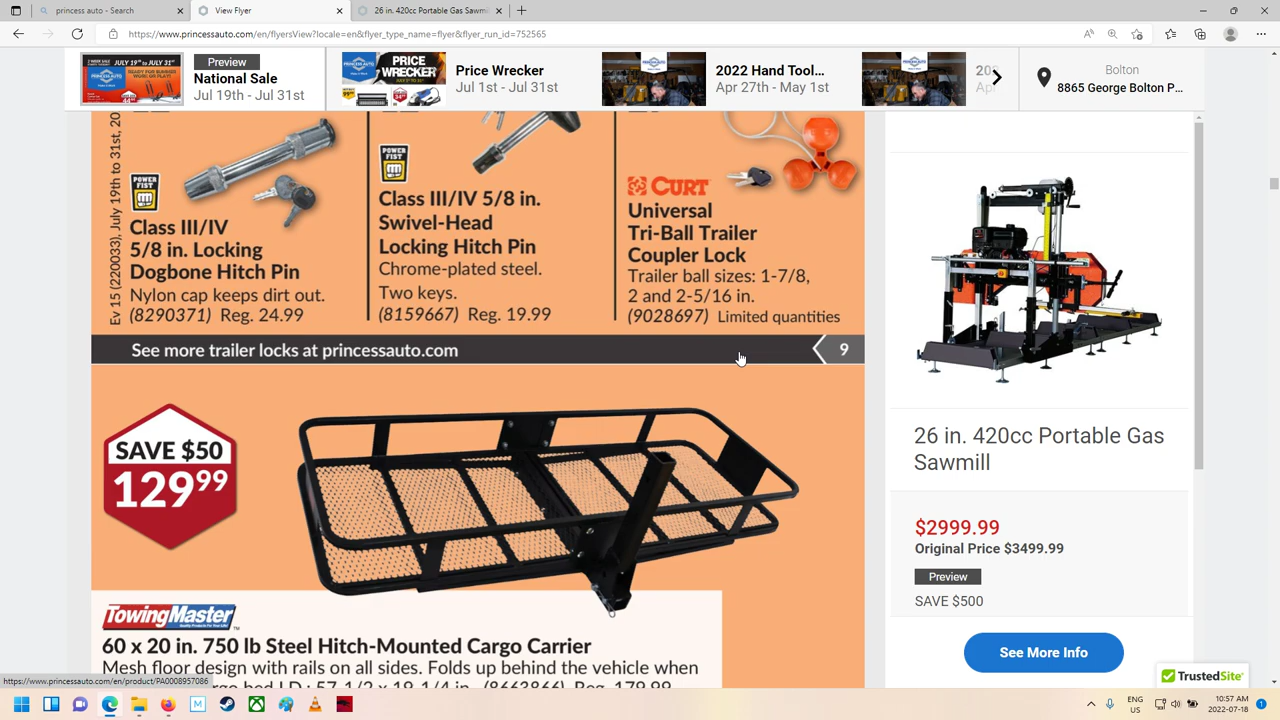 princess auto - Search
View Flyer
26 in. 420cc Portable Gas Sawmi
https://www.princessauto.com/en/flyersView?locale=en&flyer_type_name=flyer&flyer_run_id=752565
Preview
National Sale
Jul 19th - Jul 31st
Price Wrecker
Jul 1st - Jul 31st
2022 Hand Tool...
Apr 27th - May 1st
Bolton
8865 George Bolton P...
JULY 19TH TO JULY 31ST
PRICE WRECKER
Ev 15 (220033), July 19th to 31st, 20
POWER FIST
Class III/IV
5/8 in. Locking
Dogbone Hitch Pin
Nylon cap keeps dirt out.
(8290371) Reg. 24.99
POWER FIST
Class III/IV 5/8 in.
Swivel-Head
Locking Hitch Pin
Chrome-plated steel.
Two keys.
(8159667) Reg. 19.99
CURT
Universal
Tri-Ball Trailer
Coupler Lock
Trailer ball sizes: 1-7/8,
2 and 2-5/16 in.
(9028697) Limited quantities
See more trailer locks at princessauto.com
9
SAVE $50
129.99
TowingMaster
60 x 20 in. 750 lb Steel Hitch-Mounted Cargo Carrier
Mesh floor design with rails on all sides. Folds up behind the vehicle when
26 in. 420cc Portable Gas
Sawmill
$2999.99
Original Price $3499.99
Preview
SAVE $500
See More Info
TrustedSite
https://www.princessauto.com/en/product/PA0008957086
ENG
US
10:57 AM
2022-07-18
1